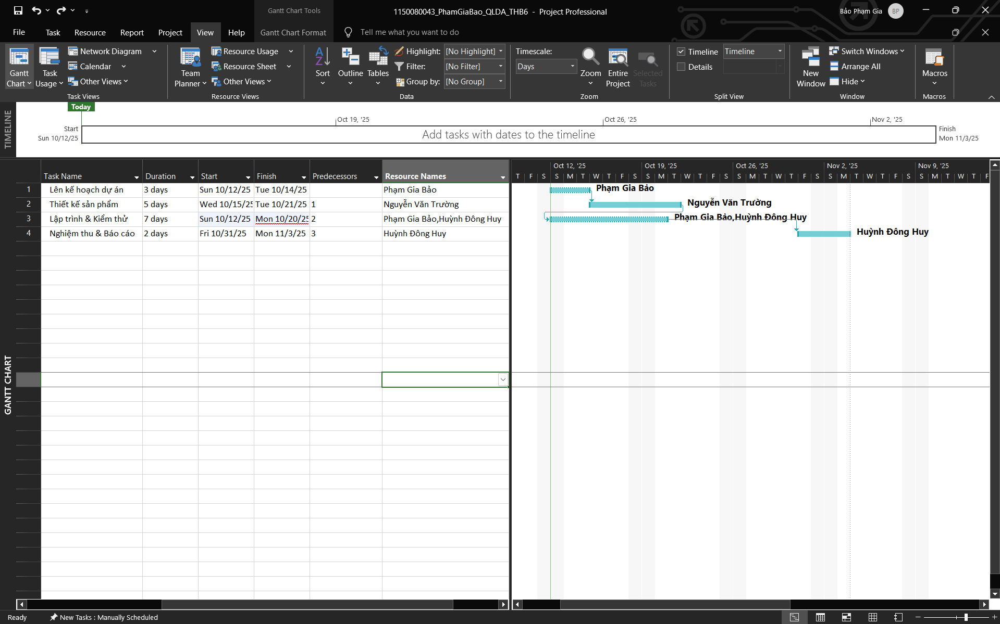 Gantt Chart Tools
1150080043_PhamGiaBao_QLDA_THB6 - Project Professional
Bảo Phạm Gia
BP
File
Task
Resource
Report
Project
View
Help
Gantt Chart Format
Tell me what you want to do
Gantt
Chart
Task
Usage
Network Diagram
Calendar
Other Views
Task Views
Team
Planner
Resource Usage
Resource Sheet
Other Views
Resource Views
Sort
Outline
Tables
Highlight: [No Highlight]
Filter: [No Filter]
Group by: [No Group]
Data
Timescale:
Days
Zoom
Entire
Project
Selected
Tasks
Zoom
Timeline Timeline
Details
Split View
New
Window
Switch Windows
Arrange All
Hide
Window
Macros
Macros
TIMELINE
Today
Start
Sun 10/12/25
Oct 19, '25
Oct 26, '25
Nov 2, '25
Add tasks with dates to the timeline
Finish
Mon 11/3/25
GANTT CHART
Task Name Duration Start Finish Predecessors Resource Names
1 Lên kế hoạch dự án 3 days Sun 10/12/25 Tue 10/14/25 Phạm Gia Bảo
2 Thiết kế sản phẩm 5 days Wed 10/15/25 Tue 10/21/25 1 Nguyễn Văn Trường
3 Lập trình & Kiểm thử 7 days Sun 10/12/25 Mon 10/20/25 2 Phạm Gia Bảo,Huỳnh Đông Huy
4 Nghiệm thu & Báo cáo 2 days Fri 10/31/25 Mon 11/3/25 3 Huỳnh Đông Huy
Oct 12, '25 Oct 19, '25 Oct 26, '25 Nov 2, '25 Nov 9, '25
T F S S M T W T F S S M T W T F S S M T W T F S S M T W T F S S M T W T F
Phạm Gia Bảo
Nguyễn Văn Trường
Phạm Gia Bảo,Huỳnh Đông Huy
Huỳnh Đông Huy
Ready
New Tasks : Manually Scheduled